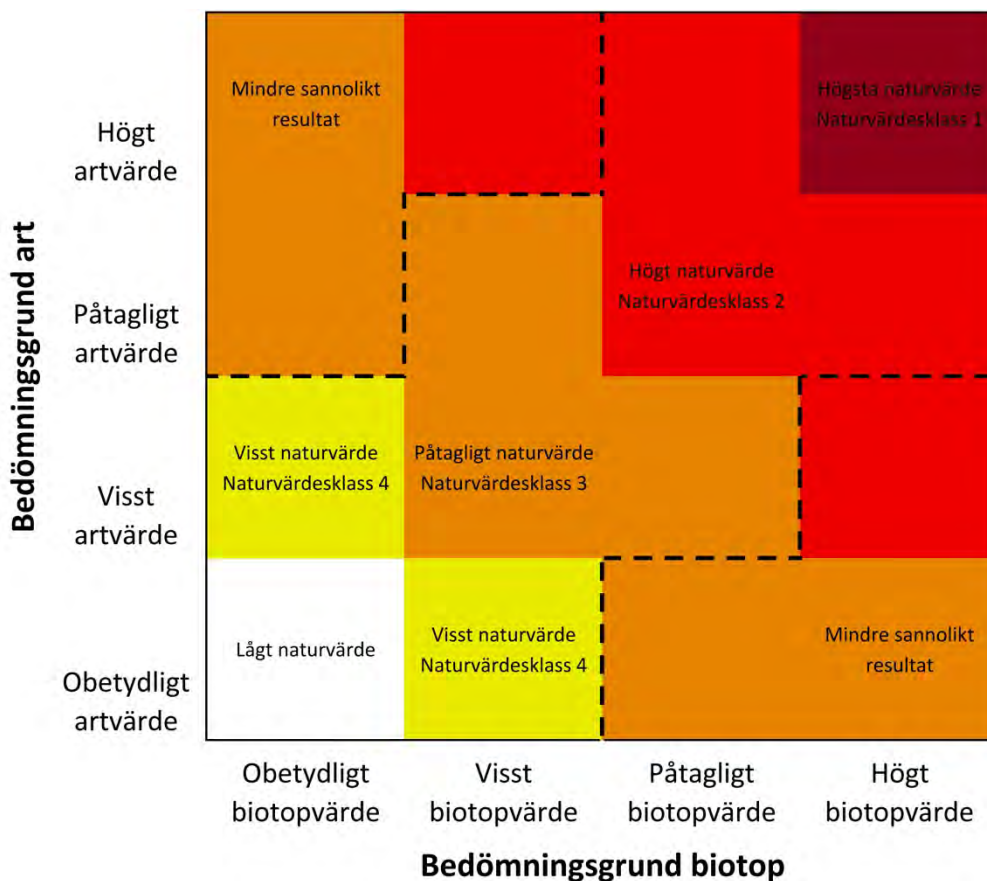 Bedömningsgrund art
Högt
artvärde
Mindre sannolikt
resultat
Högsta naturvärde
Naturvärdesklass 1
Påtagligt
artvärde
Högt naturvärde
Naturvärdesklass 2
Visst
artvärde
Visst naturvärde
Naturvärdesklass 4
Påtagligt naturvärde
Naturvärdesklass 3
Obetydligt
artvärde
Lågt naturvärde
Visst naturvärde
Naturvärdesklass 4
Mindre sannolikt
resultat
Obetydligt
biotopvärde
Visst
biotopvärde
Påtagligt
biotopvärde
Högt
biotopvärde
Bedömningsgrund biotop